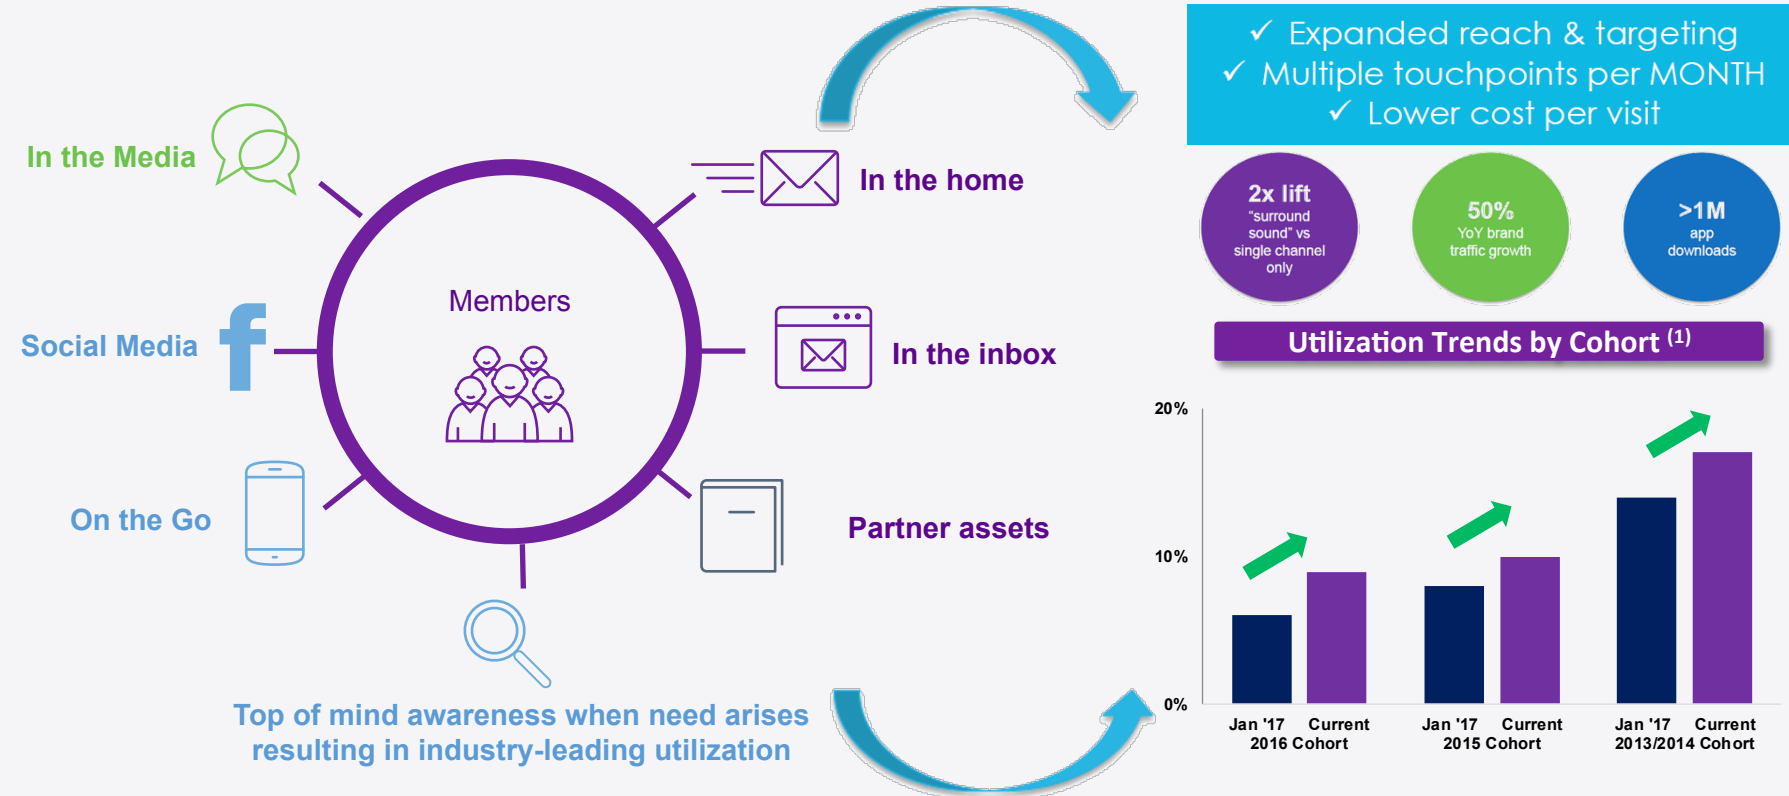 In the Media
Social Media
On the Go
Members
In the home
In the inbox
Partner assets
Top of mind awareness when need arises
resulting in industry-leading utilization
✓ Expanded reach & targeting
✓ Multiple touchpoints per MONTH
✓ Lower cost per visit
2x lift
"surround
sound" vs
single channel
only
50%
YoY brand
traffic growth
>1M
app
downloads
Utilization Trends by Cohort (1)
20%
10%
0%
Jan '17 Current
2016 Cohort
Jan '17 Current
2015 Cohort
Jan '17 Current
2013/2014 Cohort